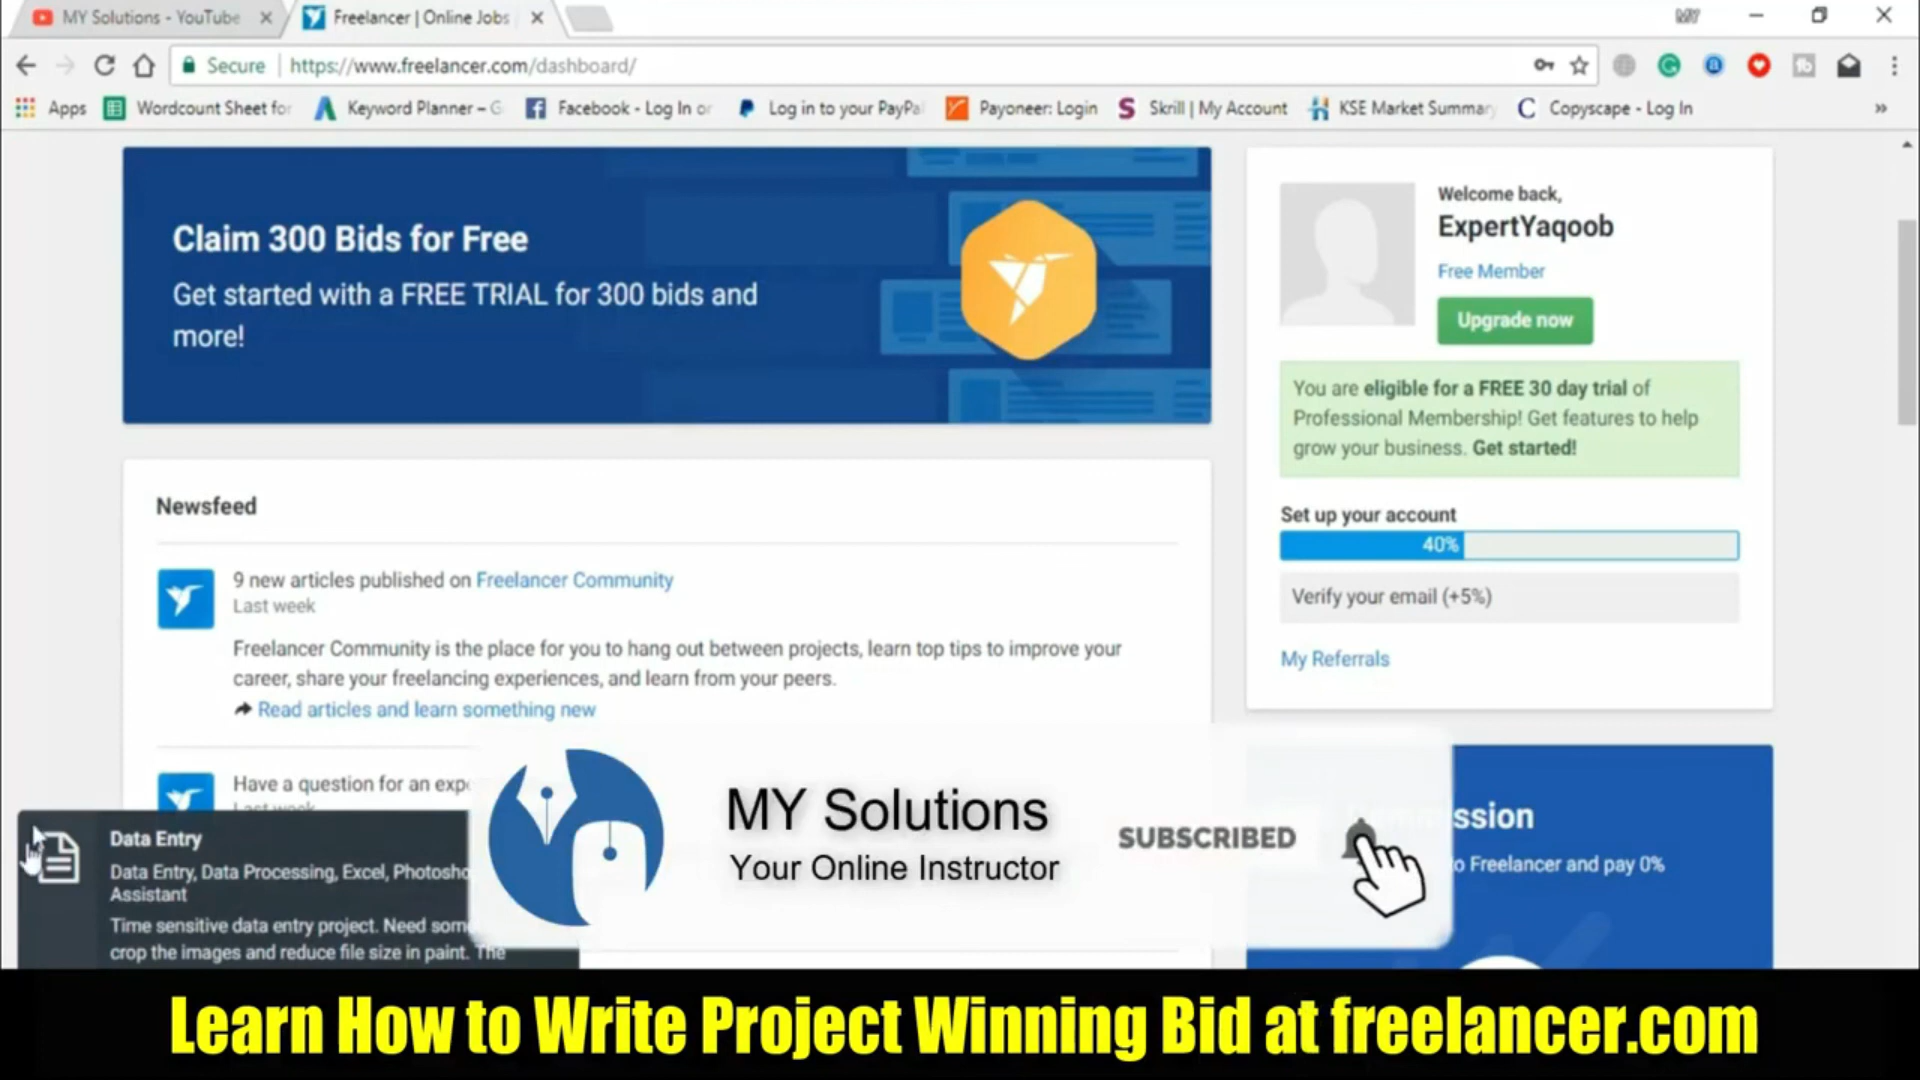 MY Solutions - YouTube
Freelancer | Online Jobs
MY
Secure
https://www.freelancer.com/dashboard/
Apps
Wordcount Sheet for
Keyword Planner – G
Facebook - Log In or
Log in to your PayPal
Payoneer: Login
Skrill | My Account
KSE Market Summary
Copyscape - Log In
Claim 300 Bids for Free
Get started with a FREE TRIAL for 300 bids and
more!
Welcome back,
ExpertYaqoob
Free Member
Upgrade now
You are eligible for a FREE 30 day trial of
Professional Membership! Get features to help
grow your business. Get started!
Set up your account
40%
Verify your email (+5%)
My Referrals
Newsfeed
9 new articles published on Freelancer Community
Last week
Freelancer Community is the place for you to hang out between projects, learn top tips to improve your
career, share your freelancing experiences, and learn from your peers.
Read articles and learn something new
Have a question for an expe
Last week
Data Entry
Data Entry, Data Processing, Excel, Photosho
Assistant
Time sensitive data entry project. Need som
crop the images and reduce file size in paint. The
MY Solutions
Your Online Instructor
SUBSCRIBED
ssion
o Freelancer and pay 0%
Learn How to Write Project Winning Bid at freelancer.com